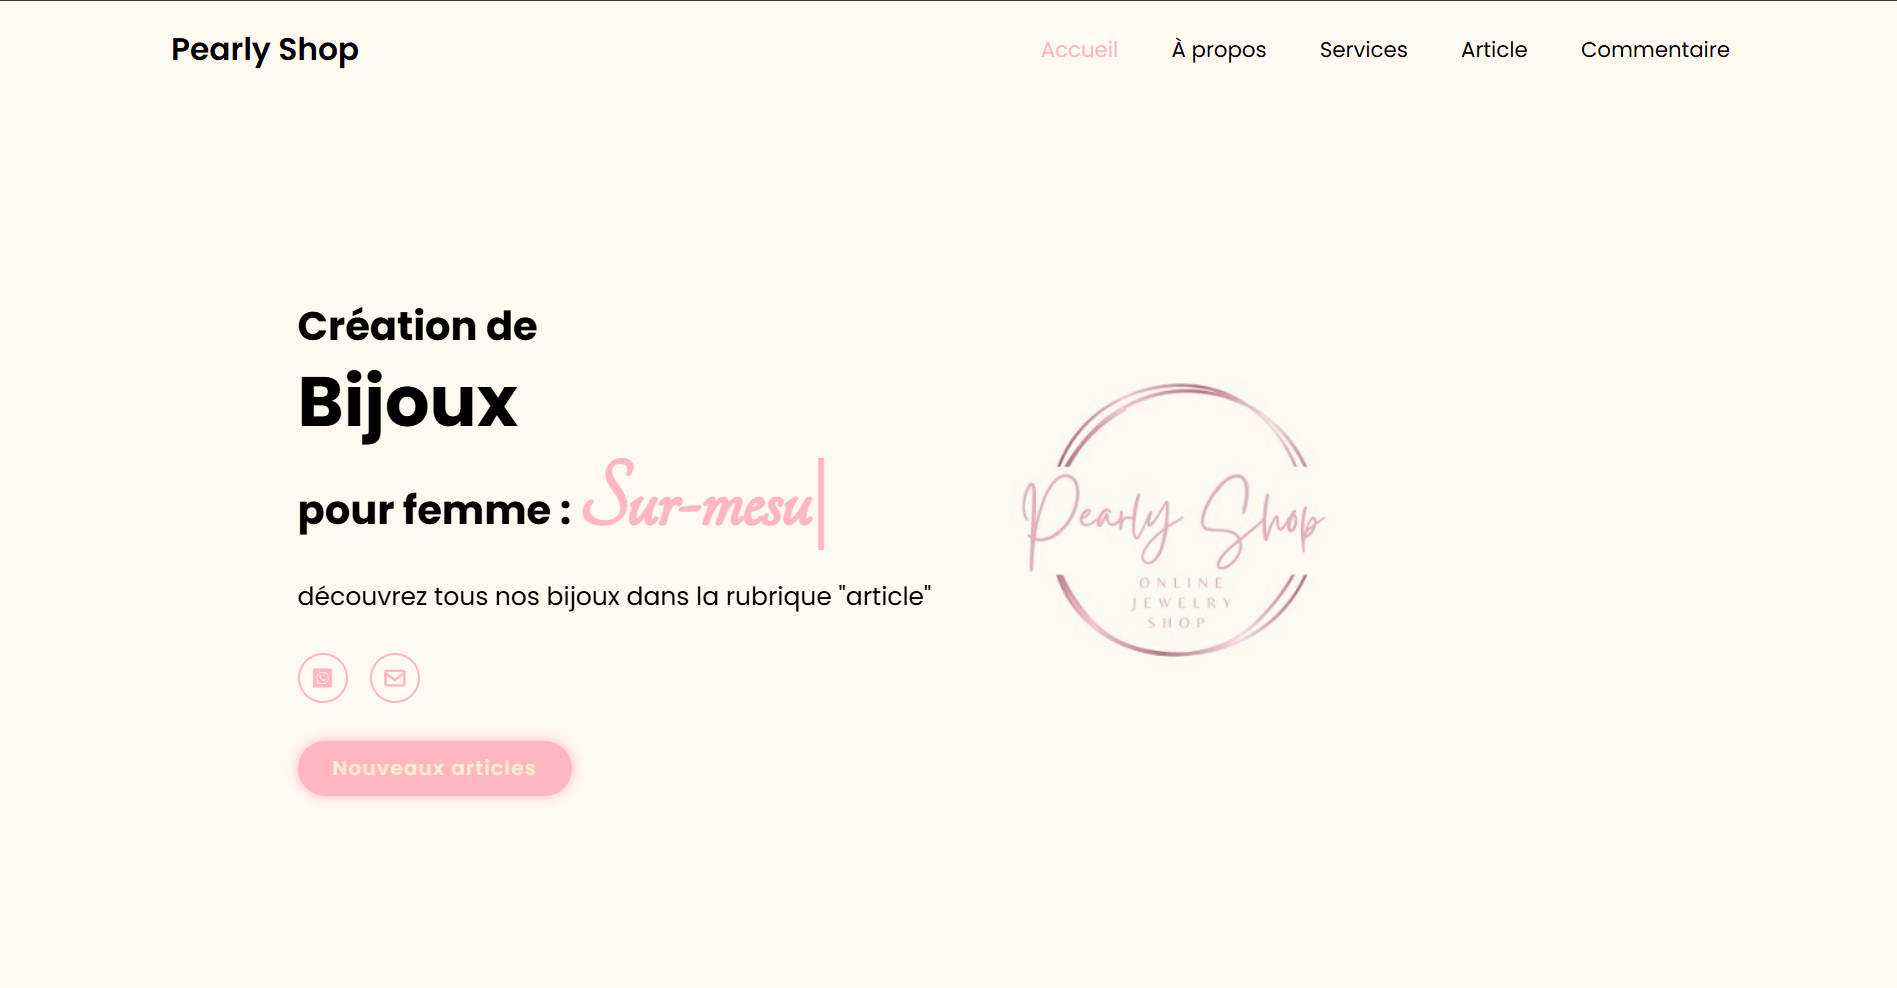 Pearly Shop
Accueil À propos Services Article Commentaire
Création de
Bijoux
pour femme : Sur-mesu
découvrez tous nos bijoux dans la rubrique "article"
Nouveaux articles
Pearly Shop
ONLINE
JEWELRY
SHOP